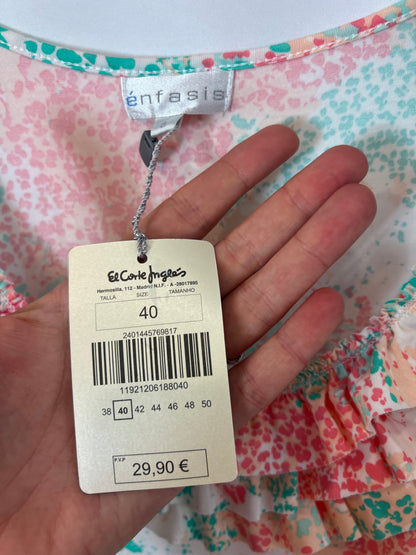 énfasis
El Corte Inglés
Hermosilla, 112 - Madrid N.I.F. - A -28017895
TALLA SIZE TAMANHO
40
2401445769817
11921206188040
38 40 42 44 46 48 50
P.V.P
29,90 €